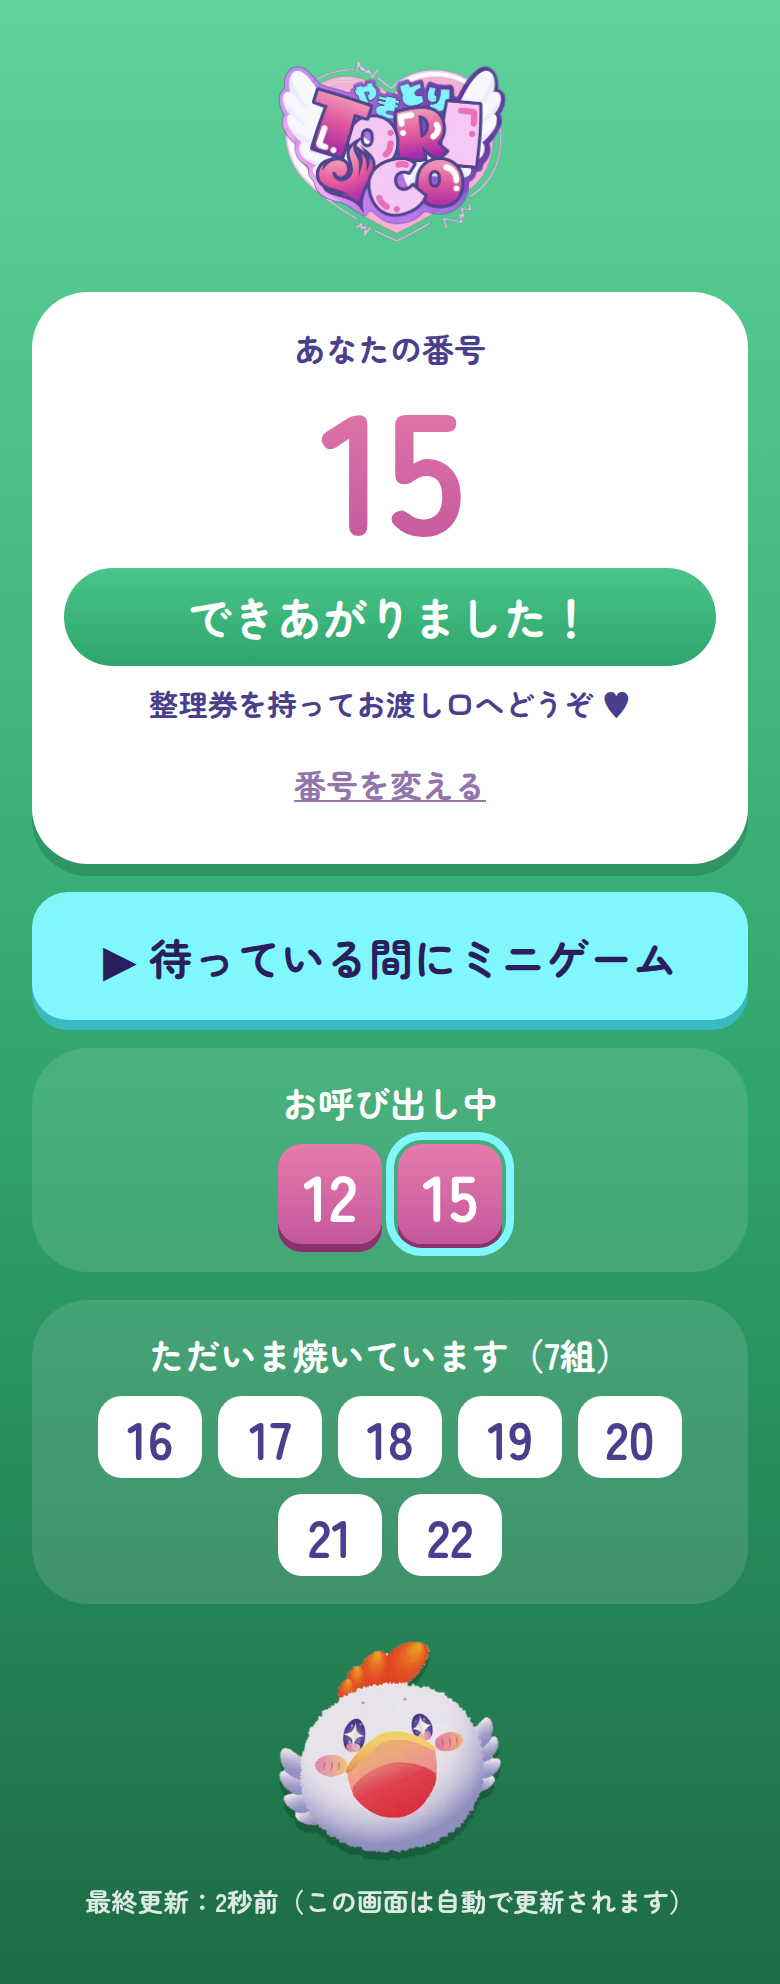 やきとり
TORI
CO
あなたの番号
15
できあがりました！
整理券を持ってお渡し口へどうぞ ♥
番号を変える
▶ 待っている間にミニゲーム
お呼び出し中
12 15
ただいま焼いています（7組）
16 17 18 19 20
21 22
最終更新：2秒前（この画面は自動で更新されます）